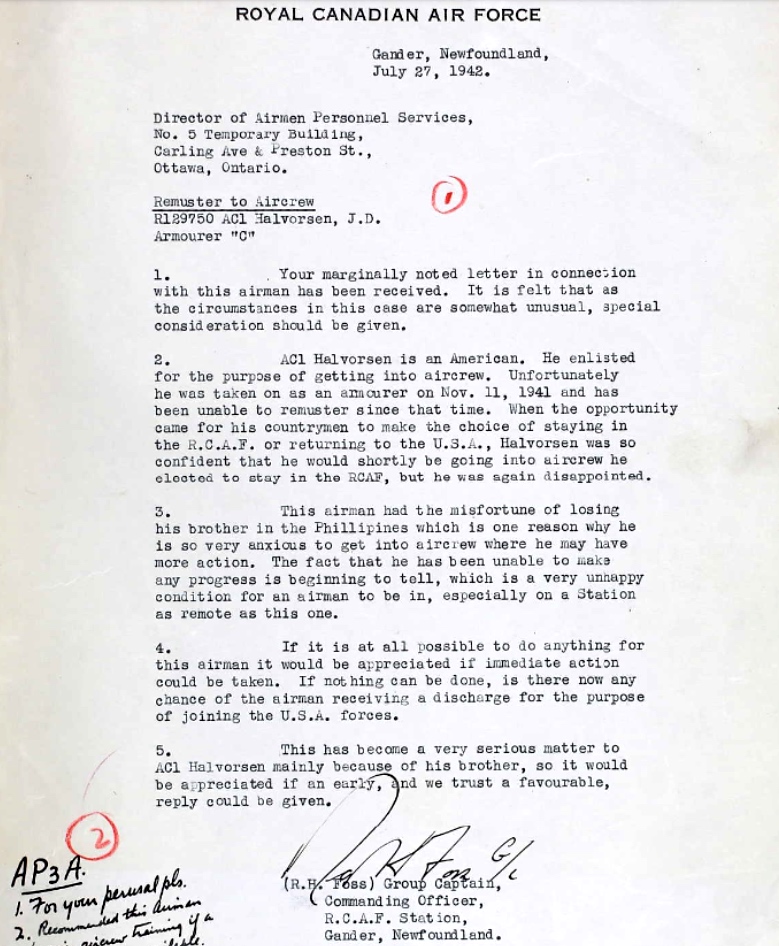 ROYAL CANADIAN AIR FORCE
Gander, Newfoundland,
July 27, 1942.
Director of Airmen Personnel Services,
No. 5 Temporary Building,
Carling Ave & Preston St.,
Ottawa, Ontario.
Remuster to Aircrew
R129750 AC1 Halvorsen, J.D.
Armourer "C"
1
1. Your marginally noted letter in connection
with this airman has been received. It is felt that as
the circumstances in this case are somewhat unusual, special
consideration should be given.
2. AC1 Halvorsen is an American. He enlisted
for the purpose of getting into aircrew. Unfortunately
he was taken on as an armourer on Nov. 11, 1941 and has
been unable to remuster since that time. When the opportunity
came for his countrymen to make the choice of staying in
the R.C.A.F. or returning to the U.S.A., Halvorsen was so
confident that he would shortly be going into aircrew he
elected to stay in the RCAF, but he was again disappointed.
3. This airman had the misfortune of losing
his brother in the Phillipines which is one reason why he
is so very anxious to get into aircrew where he may have
more action. The fact that he has been unable to make
any progress is beginning to tell, which is a very unhappy
condition for an airman to be in, especially on a Station
as remote as this one.
4. If it is at all possible to do anything for
this airman it would be appreciated if immediate action
could be taken. If nothing can be done, is there now any
chance of the airman receiving a discharge for the purpose
of joining the U.S.A. forces.
5. This has become a very serious matter to
AC1 Halvorsen mainly because of his brother, so it would
be appreciated if an early, and we trust a favourable,
reply could be given.
2
G/C
(R.H. Foss) Group Captain,
Commanding Officer,
R.C.A.F. Station,
Gander, Newfoundland.
AP3A.
1. For your perusal pls.
2. Recommended this airman
aircrew training if a